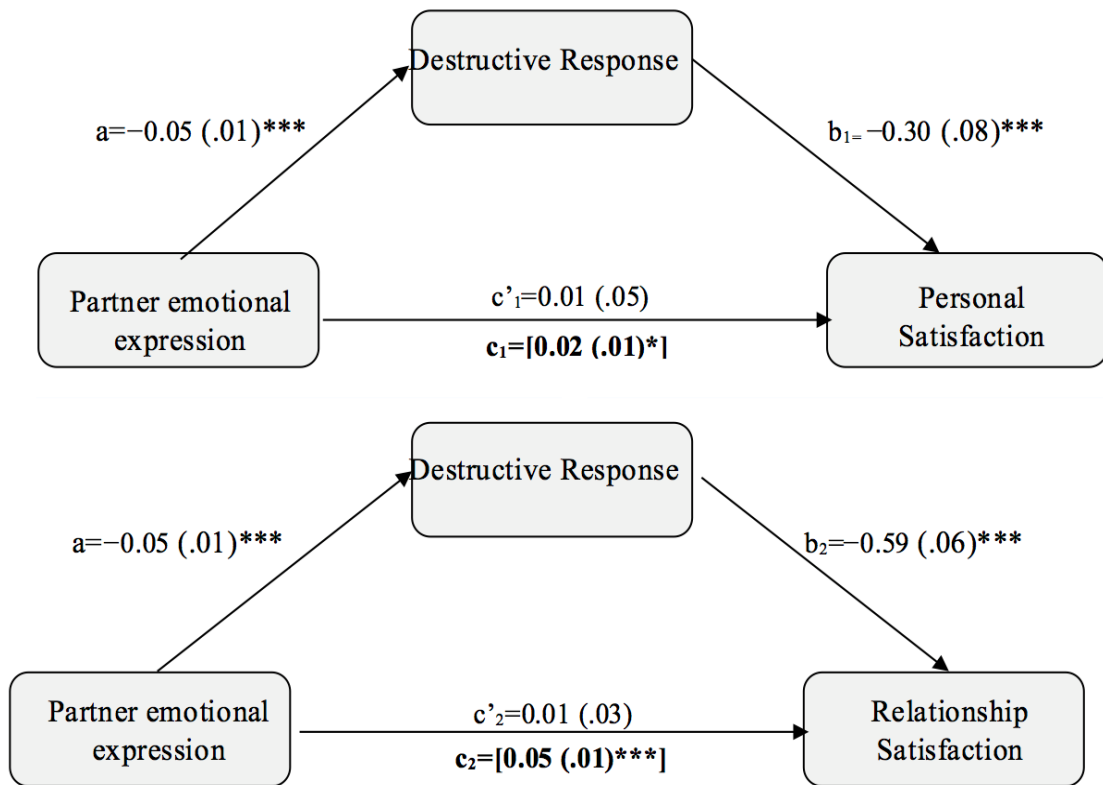 Destructive Response
a=−0.05 (.01)***
b₁₌ −0.30 (.08)***
Partner emotional
expression
c’₁=0.01 (.05)
c₁=[0.02 (.01)*]
Personal
Satisfaction
Destructive Response
a=−0.05 (.01)***
b₂=−0.59 (.06)***
Partner emotional
expression
c’₂=0.01 (.03)
c₂=[0.05 (.01)***]
Relationship
Satisfaction